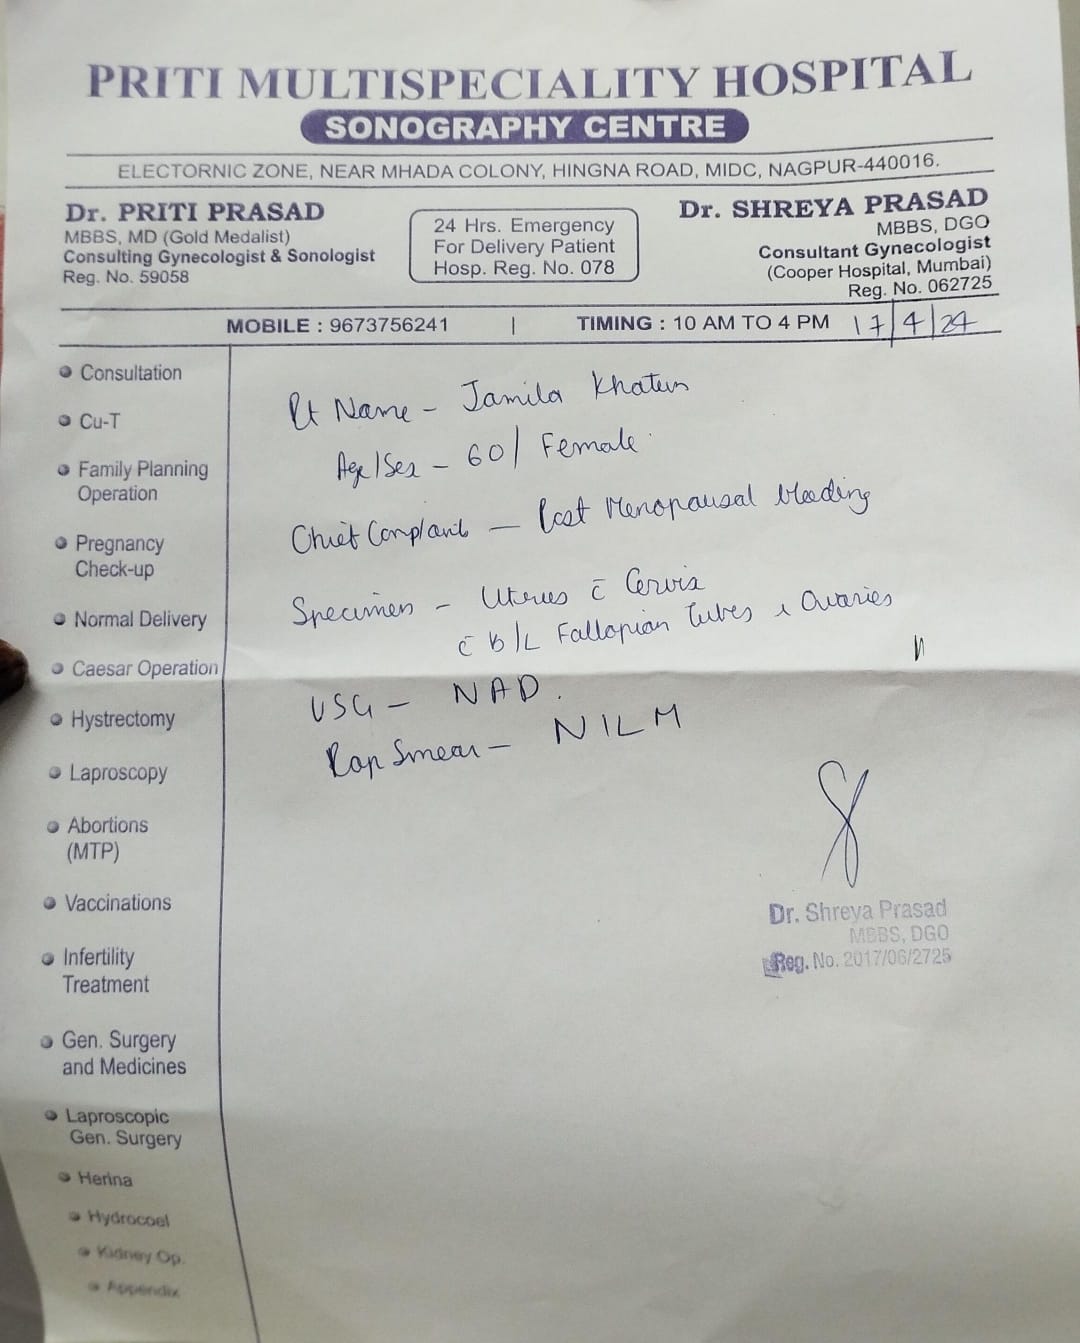 PRITI MULTISPECIALITY HOSPITAL
SONOGRAPHY CENTRE
ELECTORNIC ZONE, NEAR MHADA COLONY, HINGNA ROAD, MIDC, NAGPUR-440016.
Dr. PRITI PRASAD
MBBS, MD (Gold Medalist)
Consulting Gynecologist & Sonologist
Reg. No. 59058
24 Hrs. Emergency
For Delivery Patient
Hosp. Reg. No. 078
Dr. SHREYA PRASAD
MBBS, DGO
Consultant Gynecologist
(Cooper Hospital, Mumbai)
Reg. No. 062725
MOBILE : 9673756241 | TIMING : 10 AM TO 4 PM 17/4/24
Consultation
Cu-T
Family Planning
Operation
Pregnancy
Check-up
Normal Delivery
Caesar Operation
Hystrectomy
Laproscopy
Abortions
(MTP)
Vaccinations
Infertility
Treatment
Gen. Surgery
and Medicines
Laproscopic
Gen. Surgery
Herina
Hydrocoel
Kidney Op.
Appendix
Pt Name - Jamila Khatun
Age/Sex - 60/ Female
Chief Complaint - Post Menopausal bleeding
Specimen - Uterus c̄ Cervix
c̄ b/L Fallopian Tubes & Ovaries
USG - NAD.
Pap Smear - NILM
Dr. Shreya Prasad
MBBS, DGO
Reg. No. 2017/06/2725